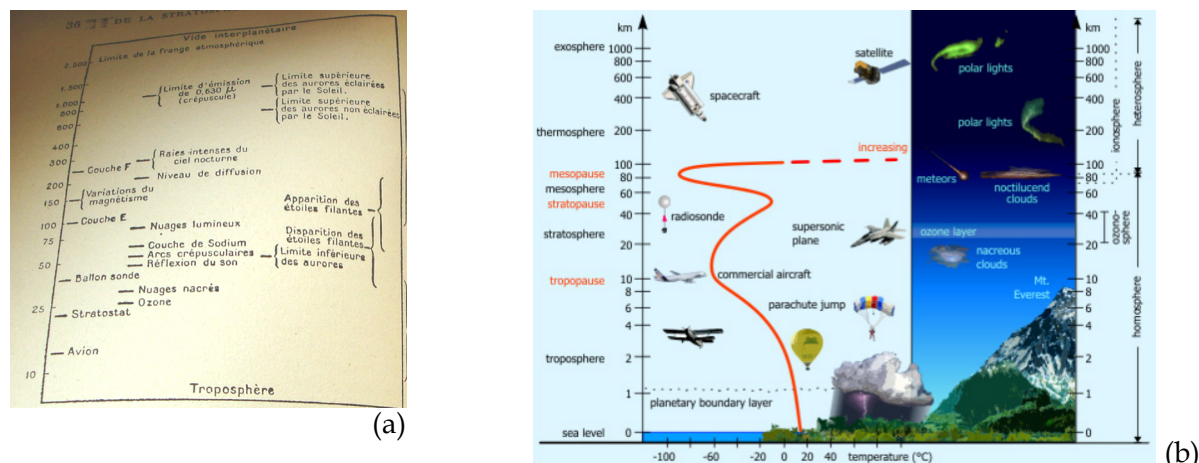 DE LA STRATOSPH
Vide interplanétaire
Limite de la frange atmosphérique
2.500
1.500
1.000
800
600
400
300
200
150
100
75
50
25
10
Limite d'émission
de 0,630 µ
(crépuscule)
Limite supérieure
des aurores éclairées
par le Soleil.
Limite supérieure
des aurores non éclairées
par le Soleil.
Couche F
Raies intenses du
ciel nocturne
Niveau de diffusion
Variations du
magnétisme
Apparition des
étoiles filantes
Couche E
Nuages lumineux
Disparition des
étoiles filantes
Couche de Sodium
Arcs crépusculaires
Réflexion du son
Limite inférieure
des aurores
Ballon sonde
Nuages nacrés
Ozone
Stratostat
Avion
Troposphère
(a)
km
1000
800
600
400
200
100
80
60
40
20
10
8
6
4
2
1
0
exosphere
thermosphere
mesopause
mesosphere
stratopause
stratosphere
tropopause
troposphere
planetary boundary layer
sea level
satellite
spacecraft
increasing
radiosonde
supersonic
plane
commercial aircraft
parachute jump
-100
-60
-20
0
20
40
temperature (°C)
polar lights
polar lights
meteors
noctilucend
clouds
ozone layer
nacreous
clouds
Mt.
Everest
km
1000
800
600
400
200
100
80
60
40
20
10
8
6
4
2
1
0
ozono-
sphere
ionosphere
heterosphere
homosphere
(b)